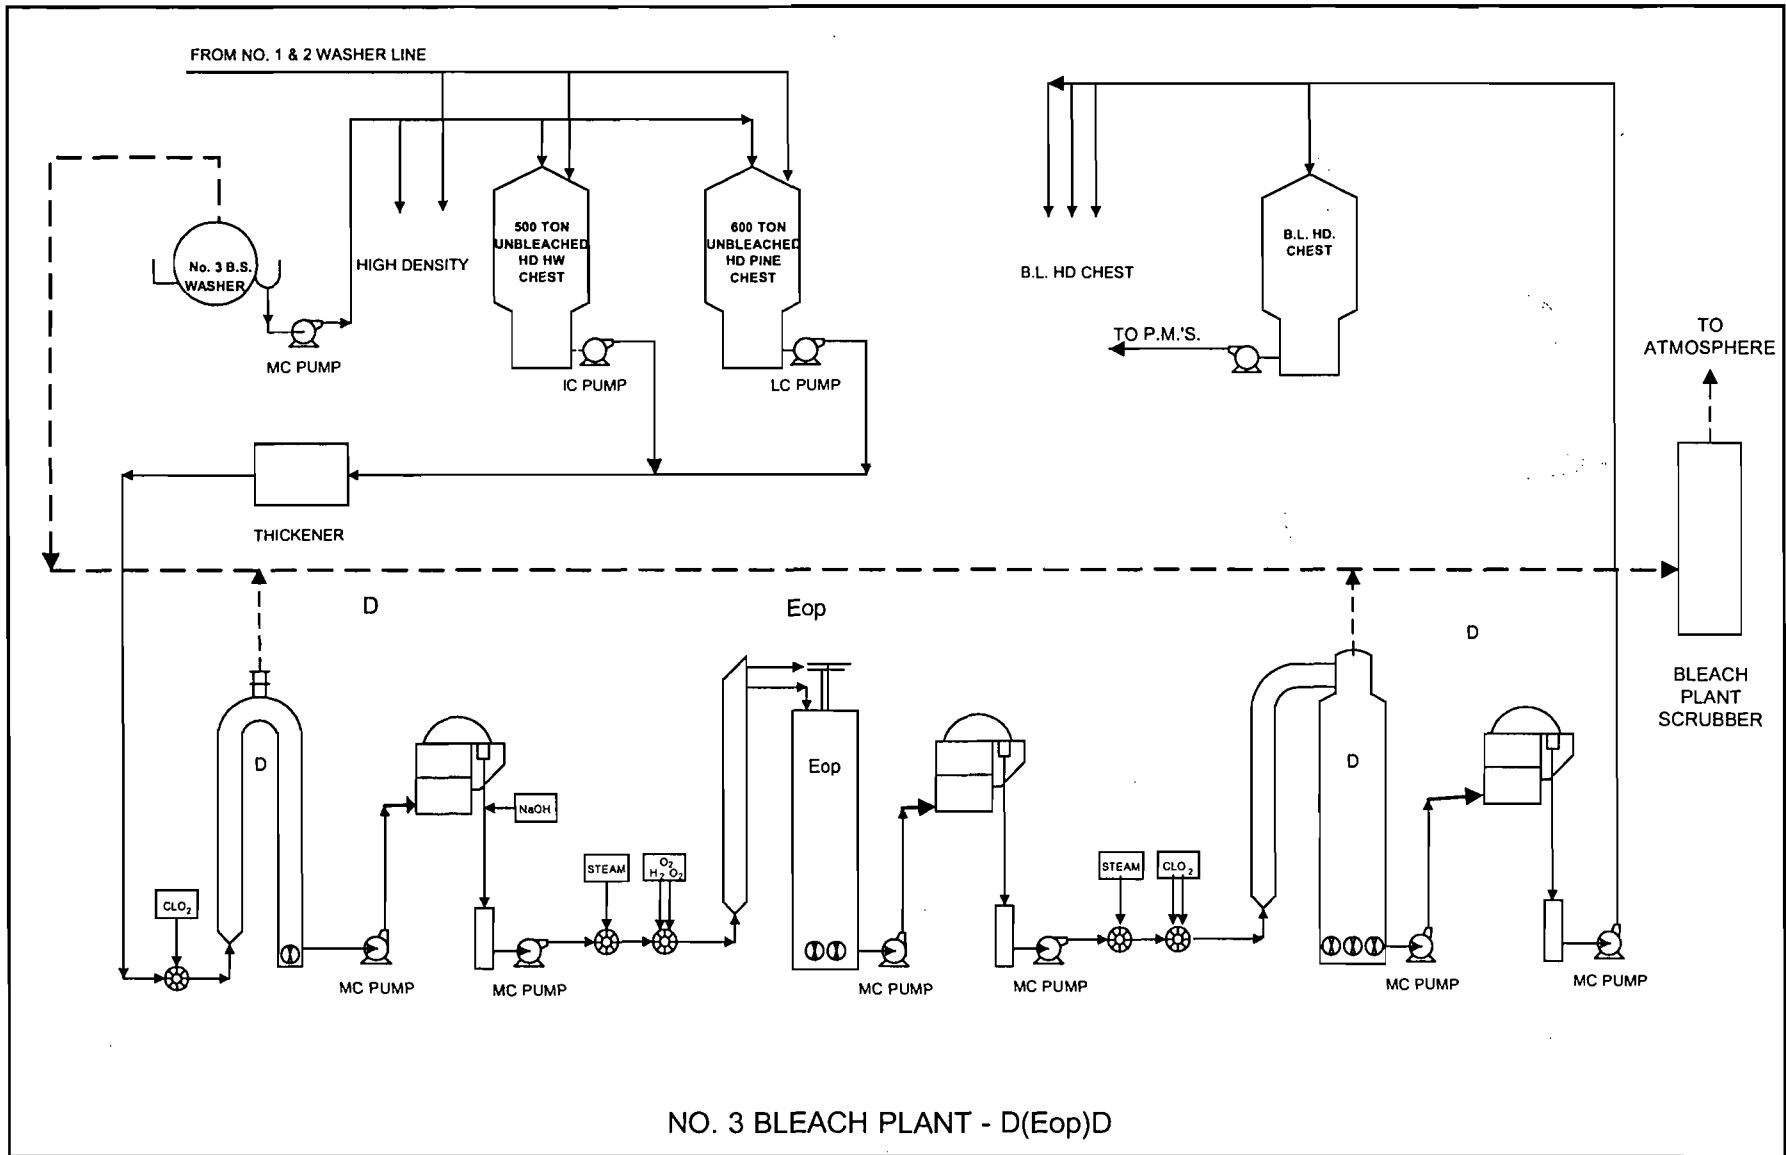 FROM NO. 1 & 2 WASHER LINE
No. 3 B.S.
WASHER
MC PUMP
HIGH DENSITY
500 TON
UNBLEACHED
HD HW
CHEST
IC PUMP
600 TON
UNBLEACHED
HD PINE
CHEST
LC PUMP
B.L. HD CHEST
B.L. HD.
CHEST
TO P.M.'S.
TO
ATMOSPHERE
THICKENER
D
Eop
D
BLEACH
PLANT
SCRUBBER
D
Eop
D
NaOH
CLO2
STEAM
O2
H2 O2
STEAM
CLO2
MC PUMP
MC PUMP
MC PUMP
MC PUMP
MC PUMP
MC PUMP
NO. 3 BLEACH PLANT - D(Eop)D